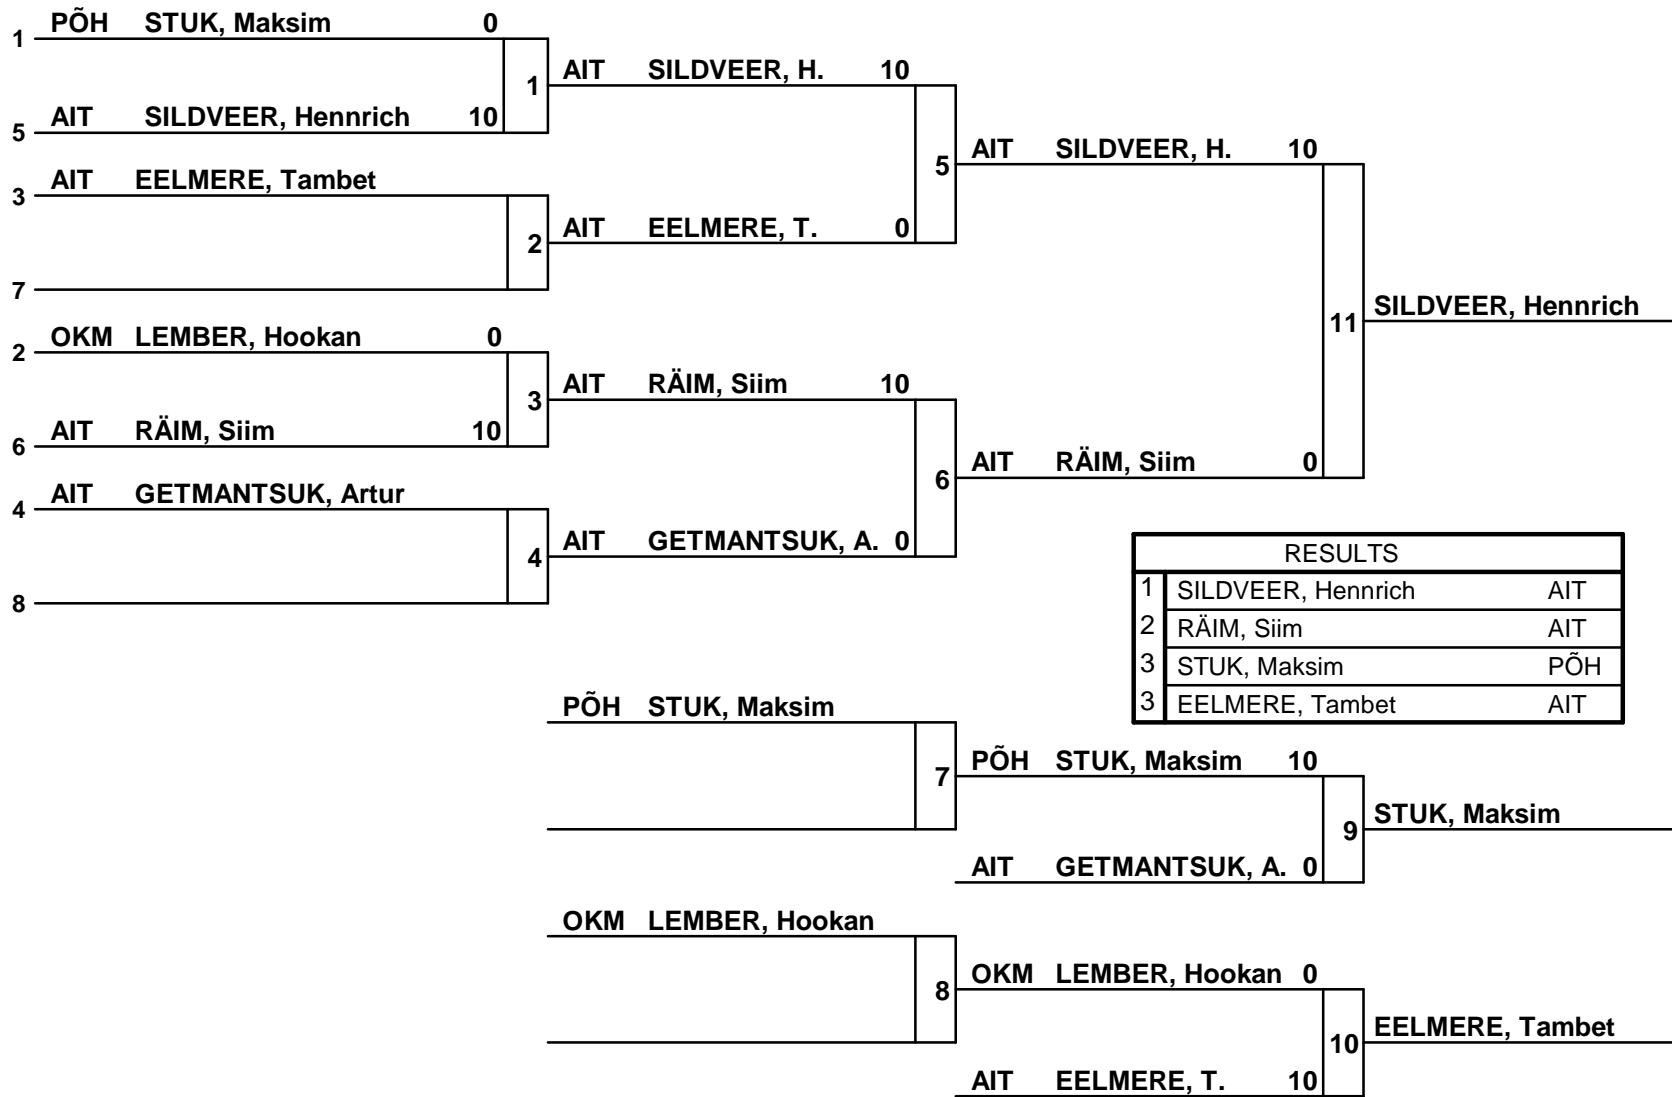 1 PÕH STUK, Maksim 0
1
AIT SILDVEER, H. 10
5 AIT SILDVEER, Hennrich 10
5
AIT SILDVEER, H. 10
3 AIT EELMERE, Tambet
2
AIT EELMERE, T. 0
7
11
SILDVEER, Hennrich
2 OKM LEMBER, Hookan 0
3
AIT RÄIM, Siim 10
6 AIT RÄIM, Siim 10
6
AIT RÄIM, Siim 0
4 AIT GETMANTSUK, Artur
4
AIT GETMANTSUK, A. 0
8
RESULTS
1 SILDVEER, Hennrich AIT
2 RÄIM, Siim AIT
3 STUK, Maksim PÕH
3 EELMERE, Tambet AIT
PÕH STUK, Maksim
7
PÕH STUK, Maksim 10
9
STUK, Maksim
AIT GETMANTSUK, A. 0
OKM LEMBER, Hookan
8
OKM LEMBER, Hookan 0
10
EELMERE, Tambet
AIT EELMERE, T. 10